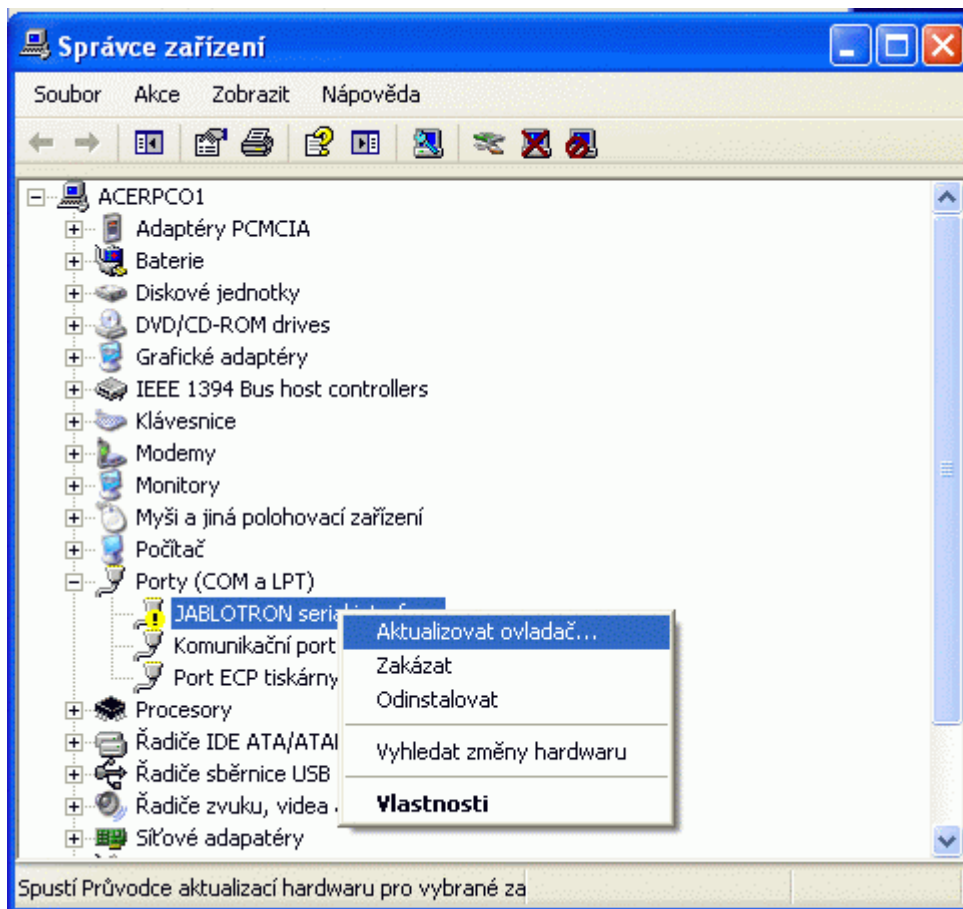 Správce zařízení
Soubor Akce Zobrazit Nápověda
ACERPCO1
Adaptéry PCMCIA
Baterie
Diskové jednotky
DVD/CD-ROM drives
Grafické adaptéry
IEEE 1394 Bus host controllers
Klávesnice
Modemy
Monitory
Myši a jiná polohovací zařízení
Počítač
Porty (COM a LPT)
JABLOTRON serial
Komunikační port
Port ECP tiskárny
Procesory
Řadiče IDE ATA/ATAI
Řadiče sběrnice USB
Řadiče zvuku, videa
Síťové adapatéry
Aktualizovat ovladač...
Zakázat
Odinstalovat
Vyhledat změny hardwaru
Vlastnosti
Spustí Průvodce aktualizací hardwaru pro vybrané za